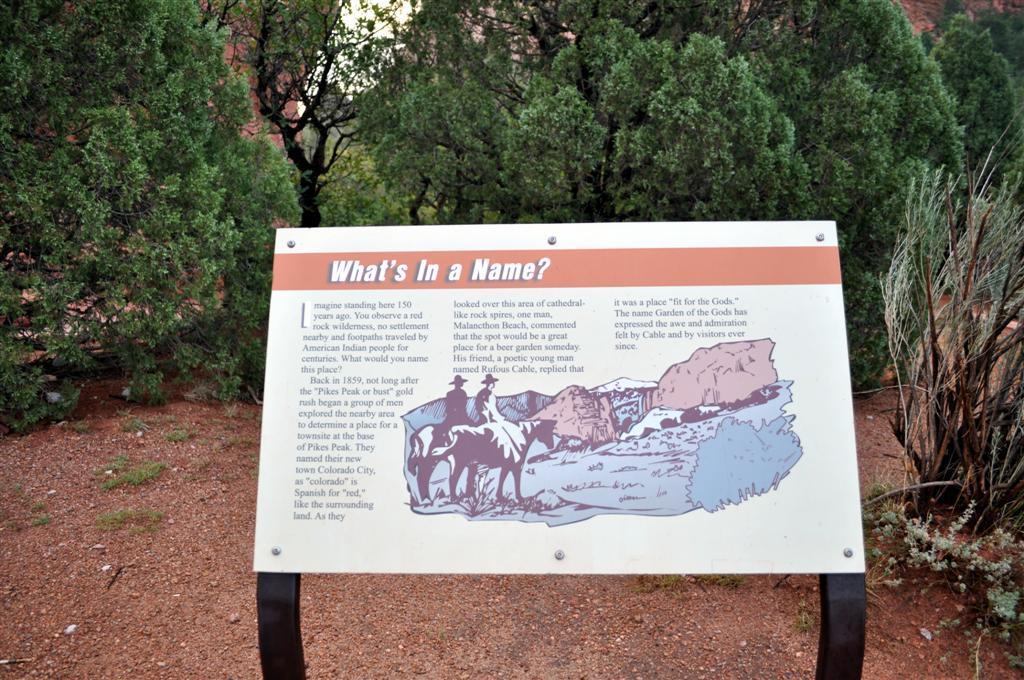 What's In a Name?
Imagine standing here 150
years ago. You observe a red
rock wilderness, no settlement
nearby and footpaths traveled by
American Indian people for
centuries. What would you name
this place?
Back in 1859, not long after
the "Pikes Peak or bust" gold
rush began a group of men
explored the nearby area
to determine a place for a
townsite at the base
of Pikes Peak. They
named their new
town Colorado City,
as "colorado" is
Spanish for "red,"
like the surrounding
land. As they
looked over this area of cathedral-
like rock spires, one man,
Malancthon Beach, commented
that the spot would be a great
place for a beer garden someday.
His friend, a poetic young man
named Rufous Cable, replied that
it was a place "fit for the Gods."
The name Garden of the Gods has
expressed the awe and admiration
felt by Cable and by visitors ever
since.